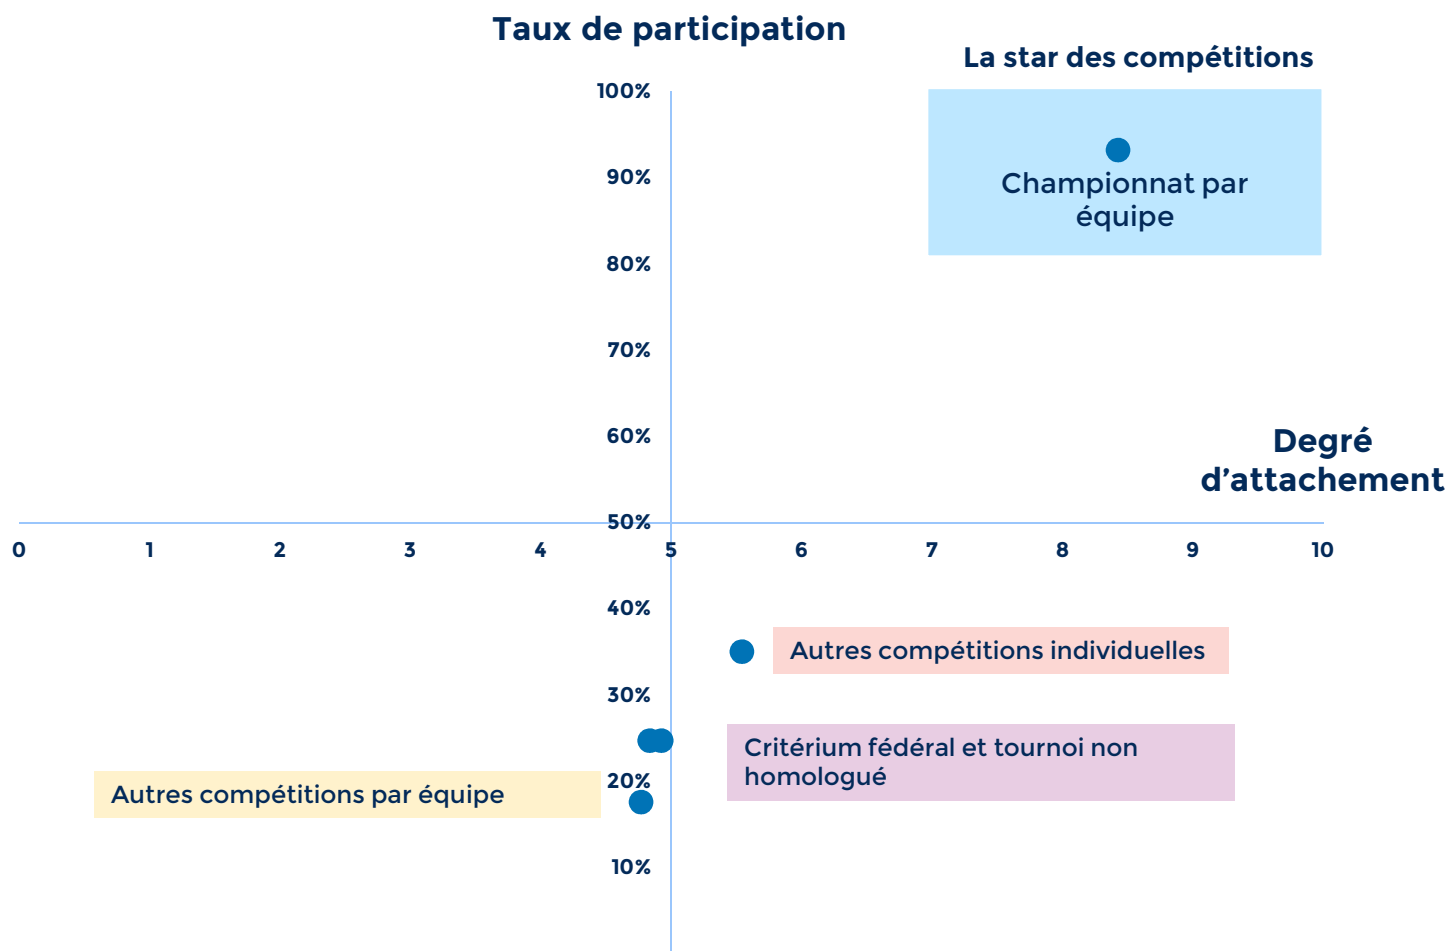 Taux de participation
La star des compétitions
100%
90%
Championnat par
équipe
80%
70%
60%
Degré
d'attachement
50%
0 1 2 3 4 5 6 7 8 9 10
40%
Autres compétitions individuelles
30%
Critérium fédéral et tournoi non
homologué
20%
Autres compétitions par équipe
10%